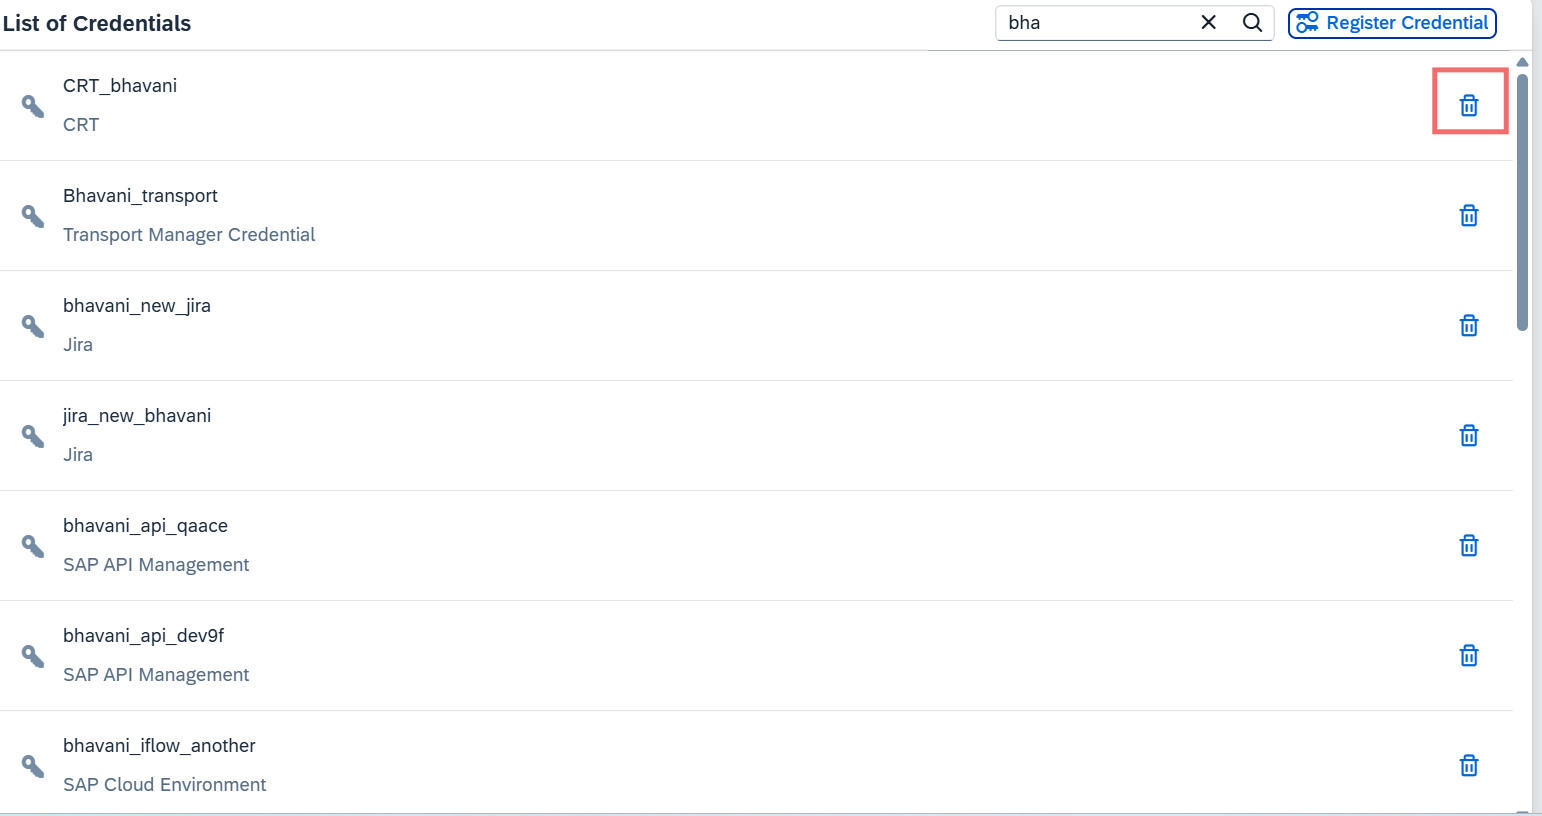 List of Credentials
bha
Register Credential
CRT_bhavani
CRT
Bhavani_transport
Transport Manager Credential
bhavani_new_jira
Jira
jira_new_bhavani
Jira
bhavani_api_qaace
SAP API Management
bhavani_api_dev9f
SAP API Management
bhavani_iflow_another
SAP Cloud Environment